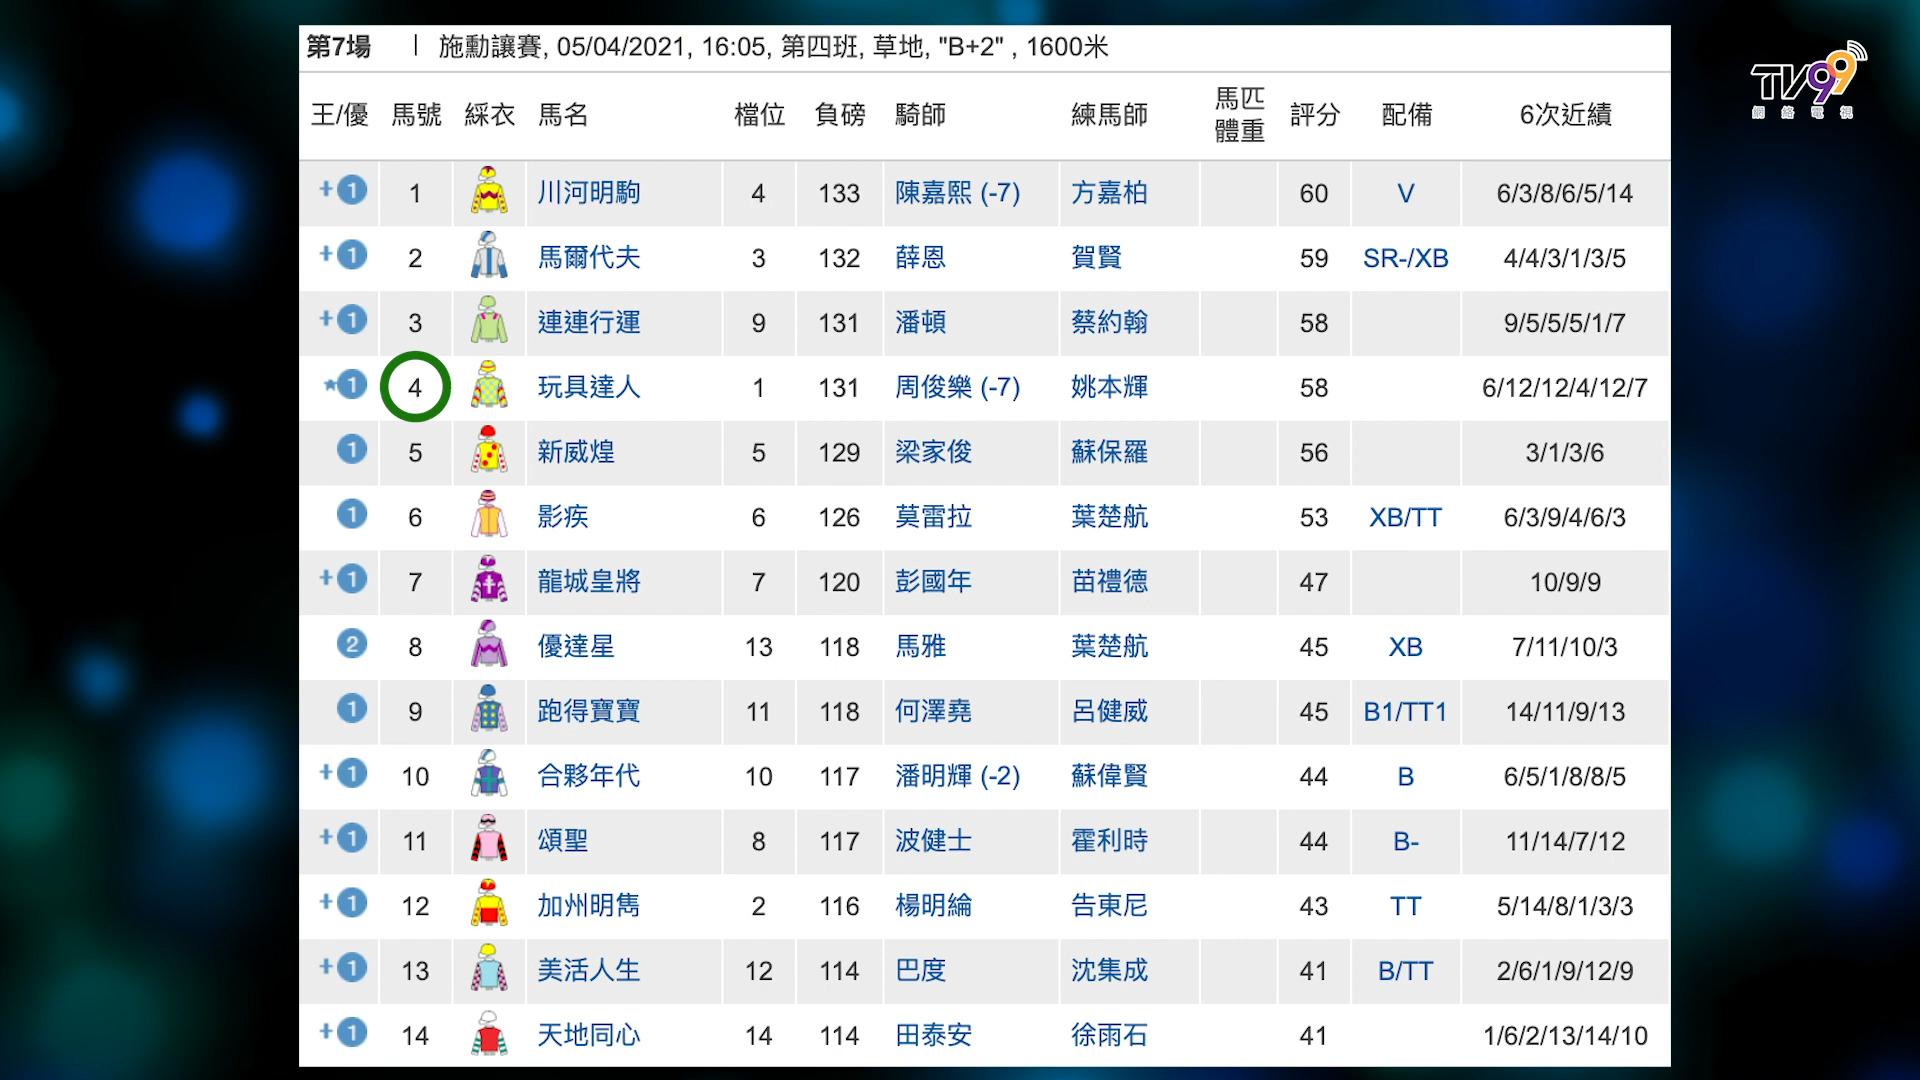 第7場 | 施勳讓賽, 05/04/2021, 16:05, 第四班, 草地, "B+2" , 1600米
王/優 馬號 綵衣 馬名 檔位 負磅 騎師 練馬師 馬匹體重 評分 配備 6次近績
+1 1 川河明駒 4 133 陳嘉熙 (-7) 方嘉柏 60 V 6/3/8/6/5/14
+1 2 馬爾代夫 3 132 薛恩 賀賢 59 SR-/XB 4/4/3/1/3/5
+1 3 連連行運 9 131 潘頓 蔡約翰 58 9/5/5/5/1/7
★1 4 玩具達人 1 131 周俊樂 (-7) 姚本輝 58 6/12/12/4/12/7
1 5 新威煌 5 129 梁家俊 蘇保羅 56 3/1/3/6
1 6 影疾 6 126 莫雷拉 葉楚航 53 XB/TT 6/3/9/4/6/3
+1 7 龍城皇將 7 120 彭國年 苗禮德 47 10/9/9
2 8 優達星 13 118 馬雅 葉楚航 45 XB 7/11/10/3
1 9 跑得寶寶 11 118 何澤堯 呂健威 45 B1/TT1 14/11/9/13
+1 10 合夥年代 10 117 潘明輝 (-2) 蘇偉賢 44 B 6/5/1/8/8/5
+1 11 頌聖 8 117 波健士 霍利時 44 B- 11/14/7/12
+1 12 加州明雋 2 116 楊明綸 告東尼 43 TT 5/14/8/1/3/3
+1 13 美活人生 12 114 巴度 沈集成 41 B/TT 2/6/1/9/12/9
+1 14 天地同心 14 114 田泰安 徐雨石 41 1/6/2/13/14/10
TV99
網絡電視